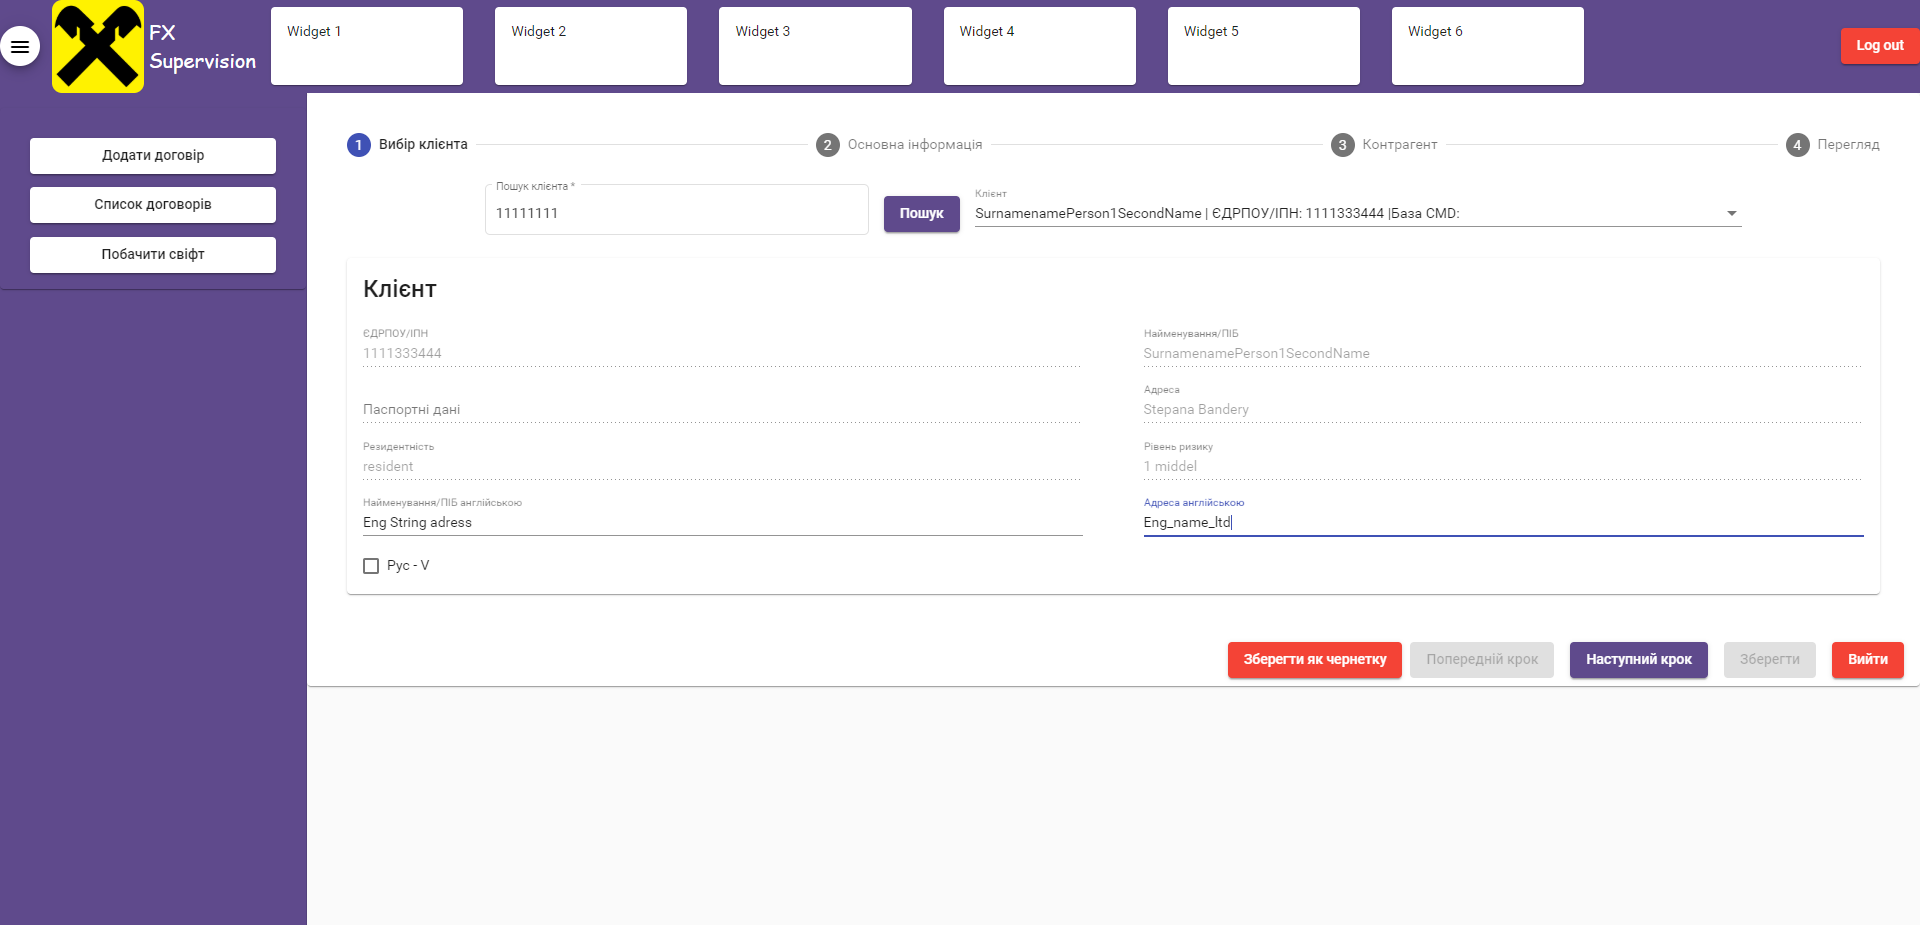 FX
Supervision
Widget 1
Widget 2
Widget 3
Widget 4
Widget 5
Widget 6
Log out
Додати договір
Список договорів
Побачити свіфт
1 Вибір клієнта
2 Основна інформація
3 Контрагент
4 Перегляд
Пошук клієнта *
11111111
Пошук
Клієнт
SurnamenamePerson1SecondName | ЄДРПОУ/ІПН: 1111333444 |База CMD:
Клієнт
ЄДРПОУ/ІПН
1111333444
Найменування/ПІБ
SurnamenamePerson1SecondName
Паспортні дані
Адреса
Stepana Bandery
Резидентність
resident
Рівень ризику
1 middel
Найменування/ПІБ англійською
Eng String adress
Адреса англійською
Eng_name_ltd
Рус - V
Зберегти як чернетку
Попередній крок
Наступний крок
Зберегти
Вийти